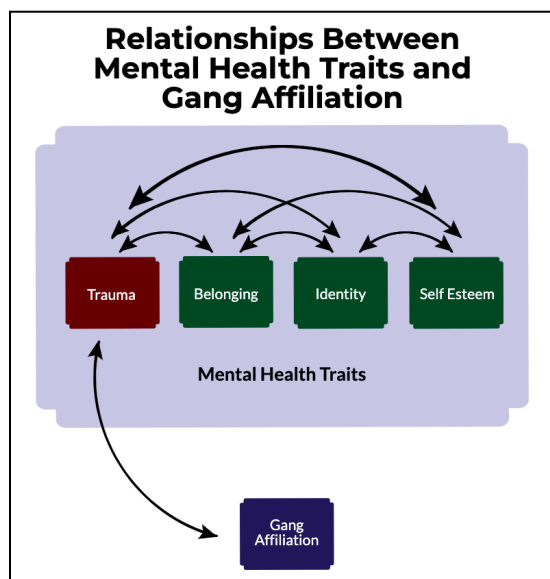 Relationships Between
Mental Health Traits and
Gang Affiliation
Trauma
Belonging
Identity
Self Esteem
Mental Health Traits
Gang
Affiliation